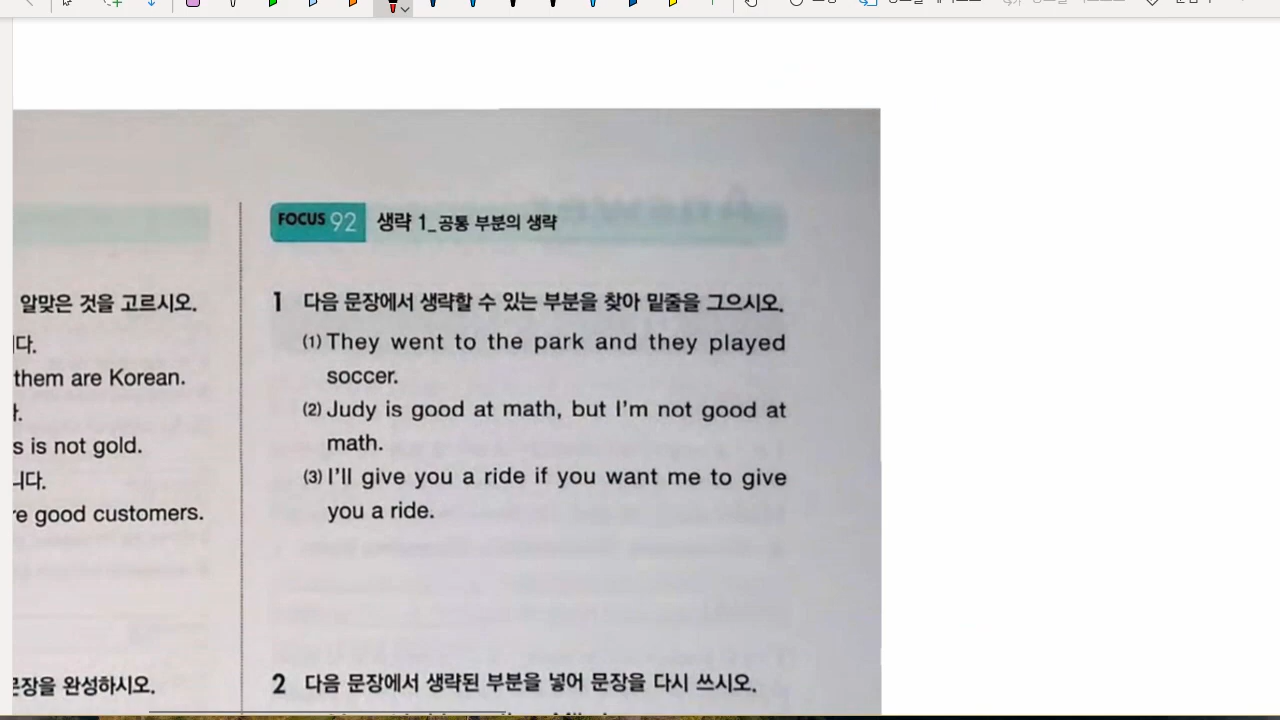 알맞은 것을 고르시오.
다.
them are Korean.
s is not gold.
니다.
e good customers.
문장을 완성하시오.
FOCUS 92 생략 1_공통 부분의 생략
1 다음 문장에서 생략할 수 있는 부분을 찾아 밑줄을 그으시오.
(1) They went to the park and they played
soccer.
(2) Judy is good at math, but I'm not good at
math.
(3) I'll give you a ride if you want me to give
you a ride.
2 다음 문장에서 생략된 부분을 넣어 문장을 다시 쓰시오.